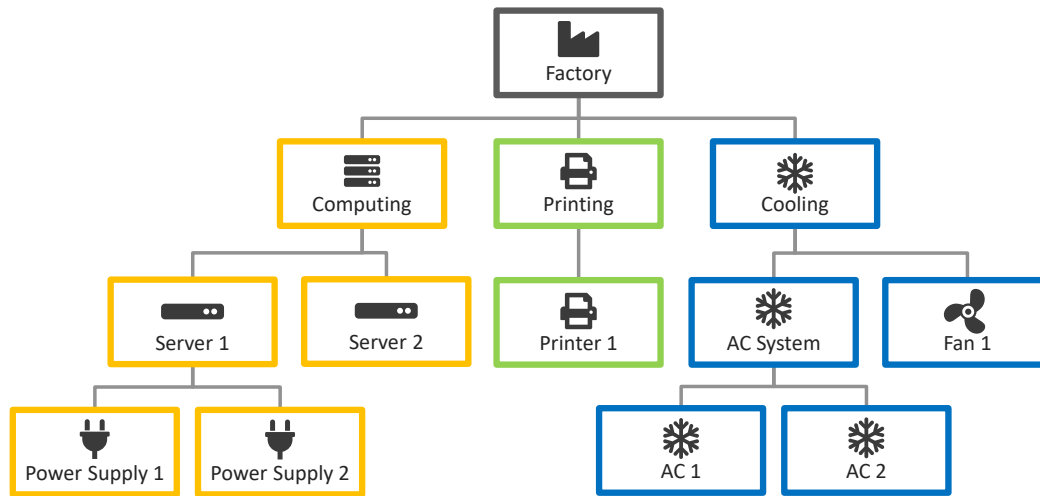 Factory
Computing
Printing
Cooling
Server 1
Server 2
Printer 1
AC System
Fan 1
Power Supply 1
Power Supply 2
AC 1
AC 2